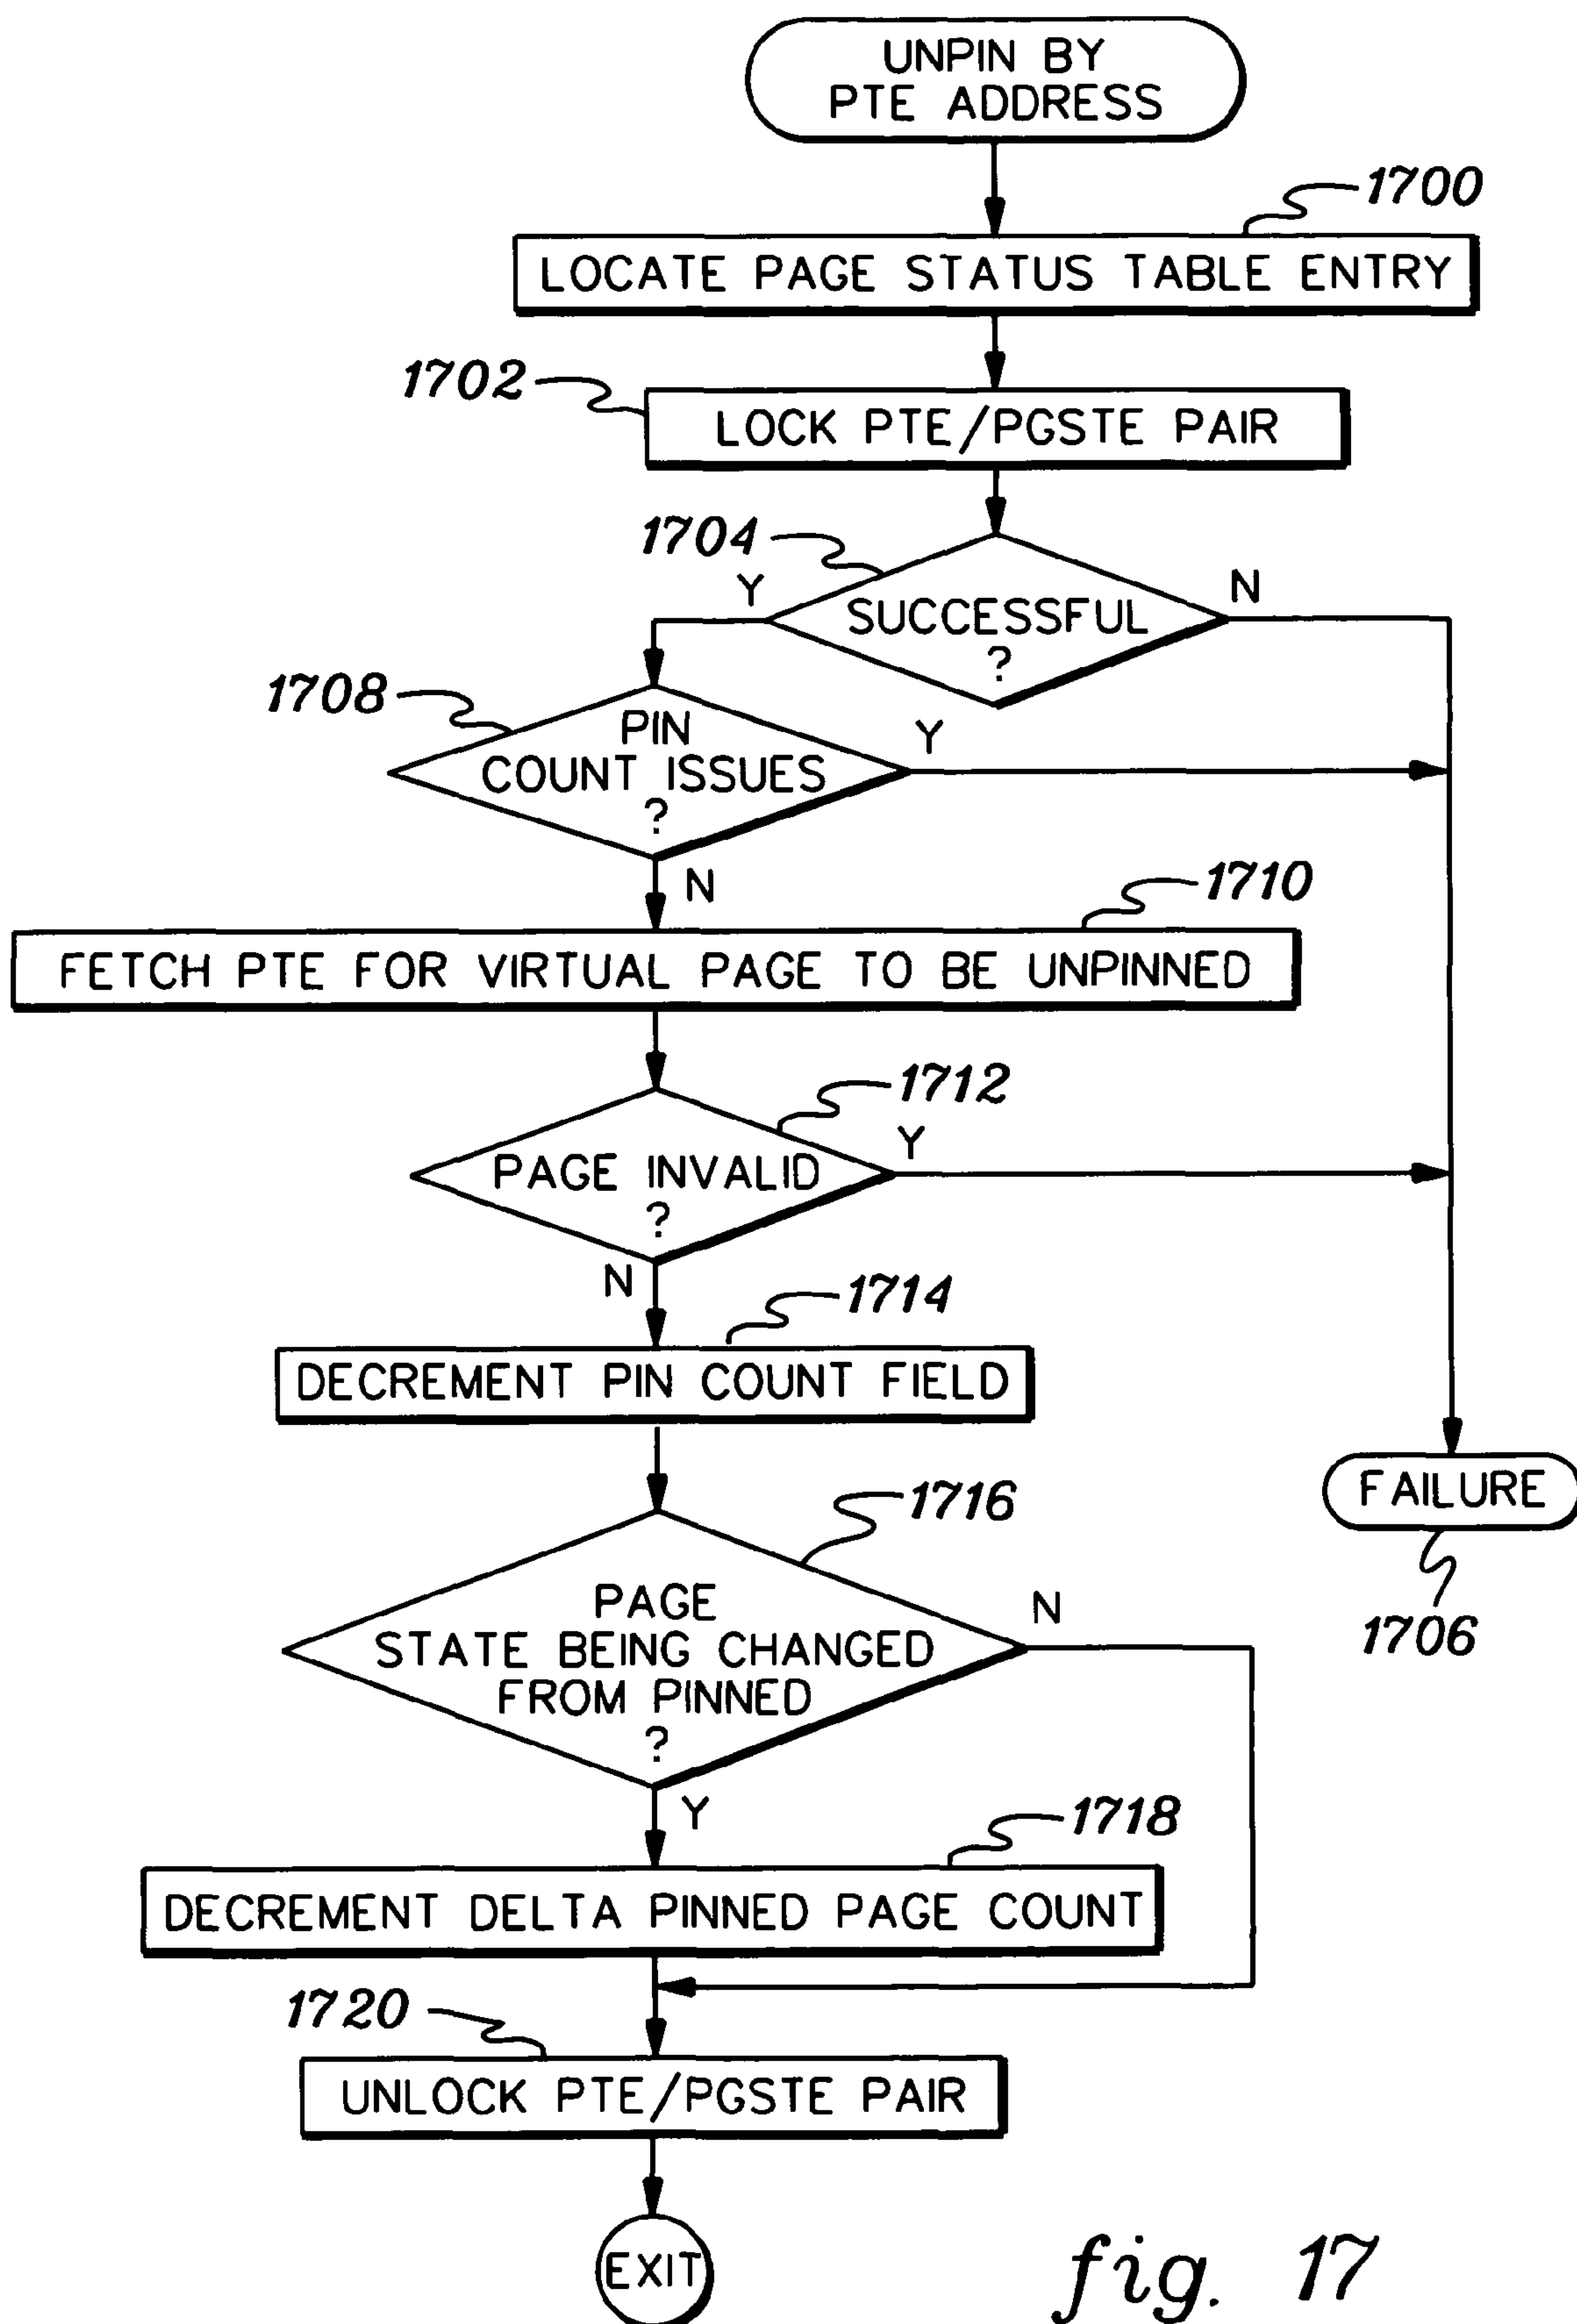 UNPIN BY
PTE ADDRESS
1700
LOCATE PAGE STATUS TABLE ENTRY
1702
LOCK PTE/PGSTE PAIR
1704
Y
N
SUCCESSFUL
?
1708
PIN
COUNT ISSUES
?
Y
N
1710
FETCH PTE FOR VIRTUAL PAGE TO BE UNPINNED
1712
Y
PAGE INVALID
?
N
1714
DECREMENT PIN COUNT FIELD
FAILURE
1706
1716
PAGE
STATE BEING CHANGED
FROM PINNED
?
N
Y
1718
DECREMENT DELTA PINNED PAGE COUNT
1720
UNLOCK PTE/PGSTE PAIR
EXIT
fig. 17